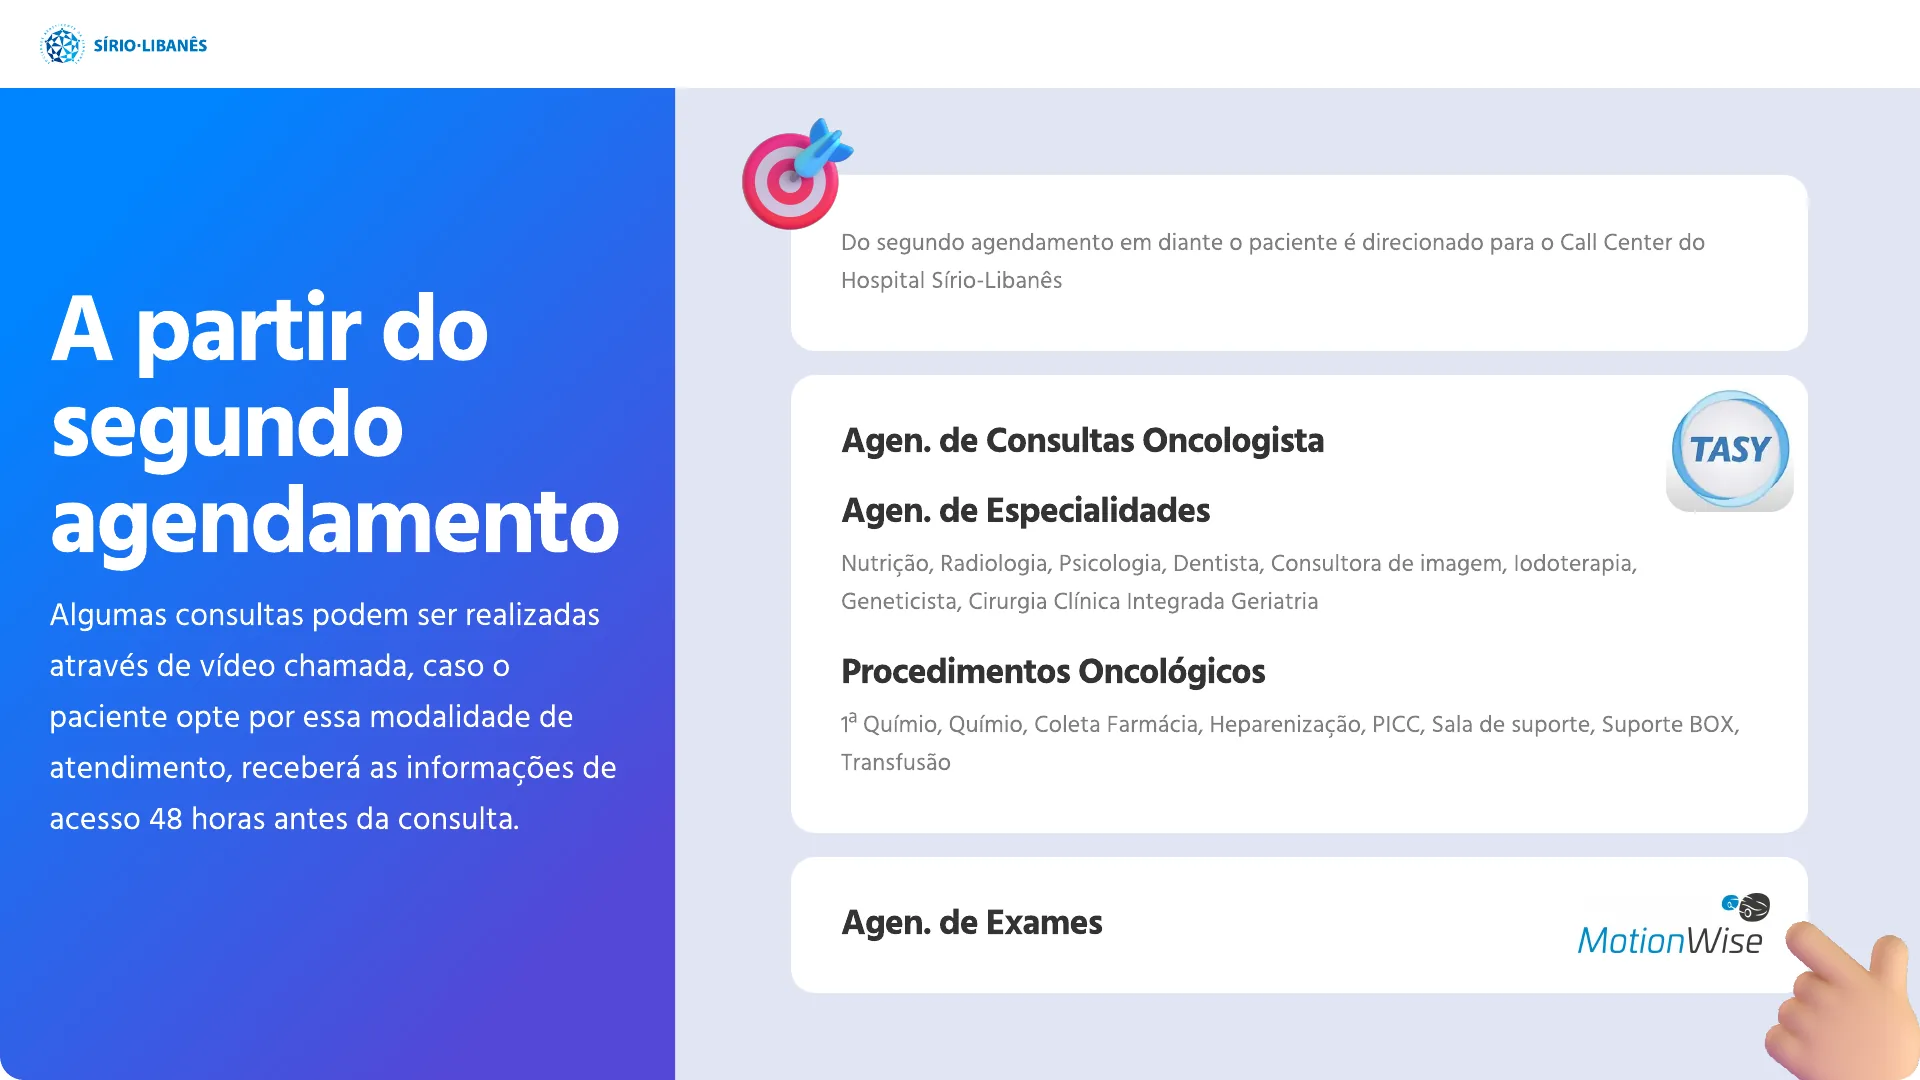 SÍRIO·LIBANÊS
A partir do
segundo
agendamento
Algumas consultas podem ser realizadas
através de vídeo chamada, caso o
paciente opte por essa modalidade de
atendimento, receberá as informações de
acesso 48 horas antes da consulta.
Do segundo agendamento em diante o paciente é direcionado para o Call Center do
Hospital Sírio-Libanês
Agen. de Consultas Oncologista
TASY
Agen. de Especialidades
Nutrição, Radiologia, Psicologia, Dentista, Consultora de imagem, Iodoterapia,
Geneticista, Cirurgia Clínica Integrada Geriatria
Procedimentos Oncológicos
1ª Químio, Químio, Coleta Farmácia, Heparenização, PICC, Sala de suporte, Suporte BOX,
Transfusão
Agen. de Exames
MotionWise